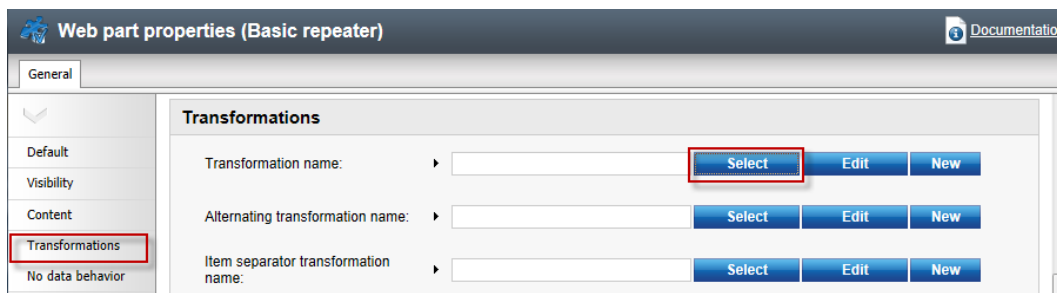 Web part properties (Basic repeater)
Documentatio
General
Transformations
Default
Transformation name:
Select
Edit
New
Visibility
Content
Alternating transformation name:
Select
Edit
New
Transformations
Item separator transformation
name:
Select
Edit
New
No data behavior